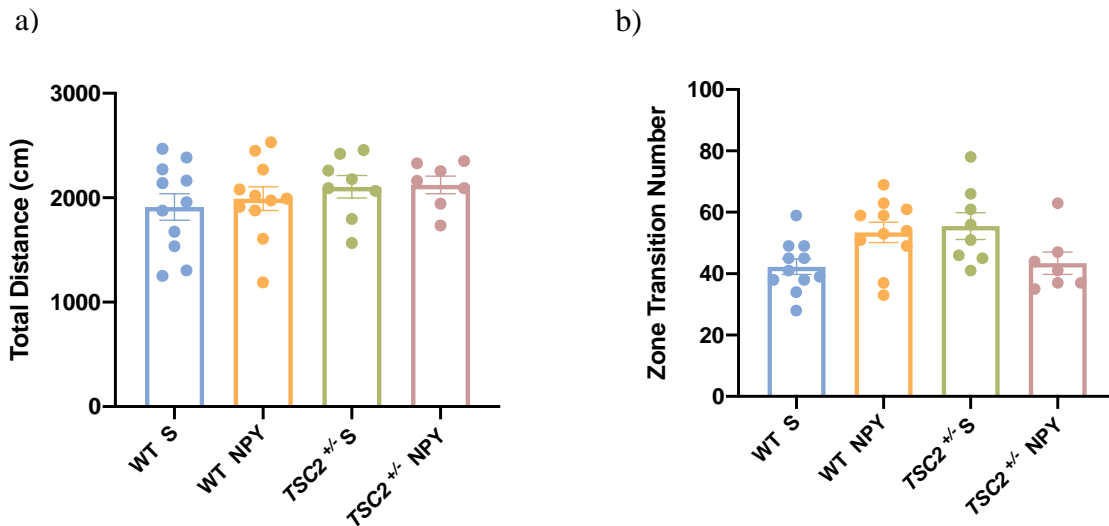 a)
b)
Total Distance (cm)
3000
2000
1000
0
WT S
WT NPY
TSC2 +/- S
TSC2 +/- NPY
Zone Transition Number
100
80
60
40
20
0
WT S
WT NPY
TSC2 +/- S
TSC2 +/- NPY